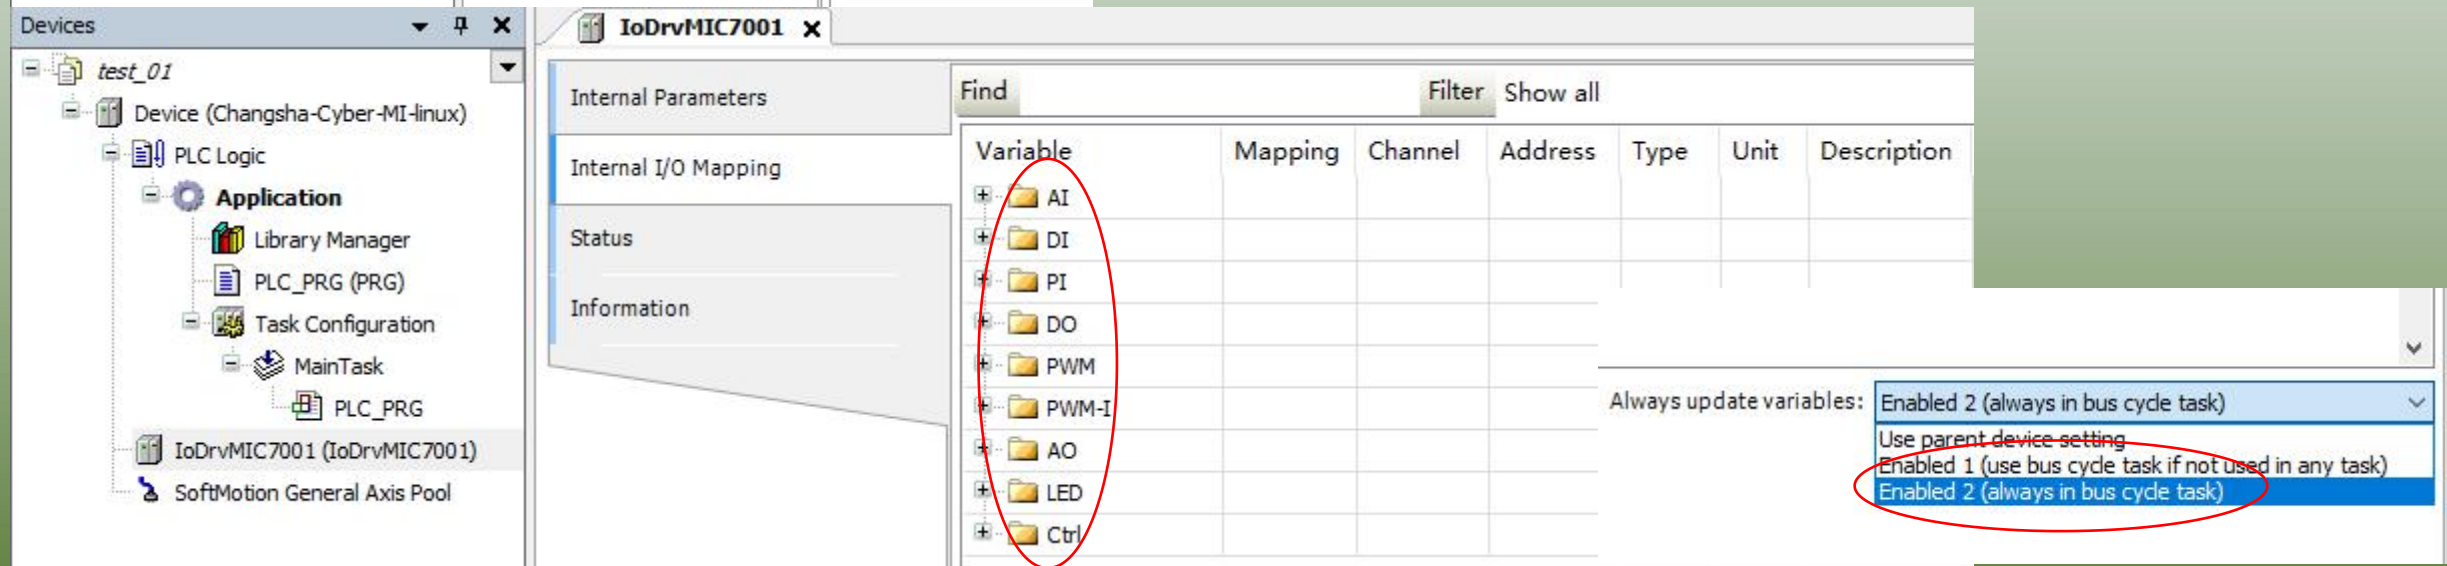 Devices
test_01
Device (Changsha-Cyber-MI-linux)
PLC Logic
Application
Library Manager
PLC_PRG (PRG)
Task Configuration
MainTask
PLC_PRG
IoDrvMIC7001 (IoDrvMIC7001)
SoftMotion General Axis Pool
IoDrvMIC7001
Internal Parameters
Internal I/O Mapping
Status
Information
Find Filter Show all
Variable Mapping Channel Address Type Unit Description
AI
DI
PI
DO
PWM
PWM-I
AO
LED
Ctrl
Always update variables: Enabled 2 (always in bus cycle task)
Use parent device setting
Enabled 1 (use bus cycle task if not used in any task)
Enabled 2 (always in bus cycle task)